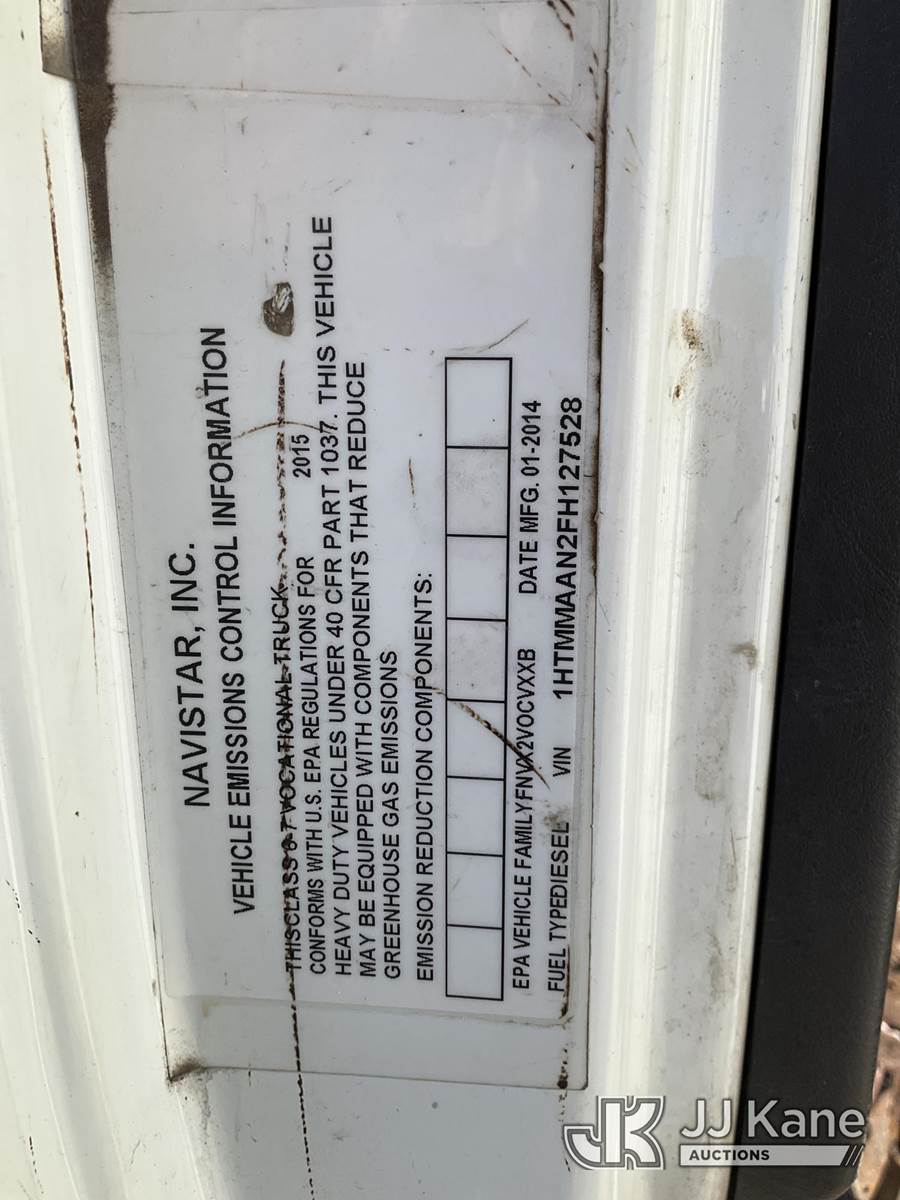 NAVISTAR, INC.
VEHICLE EMISSIONS CONTROL INFORMATION
THIS CLASS 6-7 VOCATIONAL TRUCK
CONFORMS WITH U.S. EPA REGULATIONS FOR 2015
HEAVY DUTY VEHICLES UNDER 40 CFR PART 1037. THIS VEHICLE
MAY BE EQUIPPED WITH COMPONENTS THAT REDUCE
GREENHOUSE GAS EMISSIONS
EMISSION REDUCTION COMPONENTS:
EPA VEHICLE FAMILY FNVX2VOCVXXB DATE MFG. 01-2014
FUEL TYPEDIESEL VIN 1HTMMAAN2FH127528
JK JJ Kane
AUCTIONS